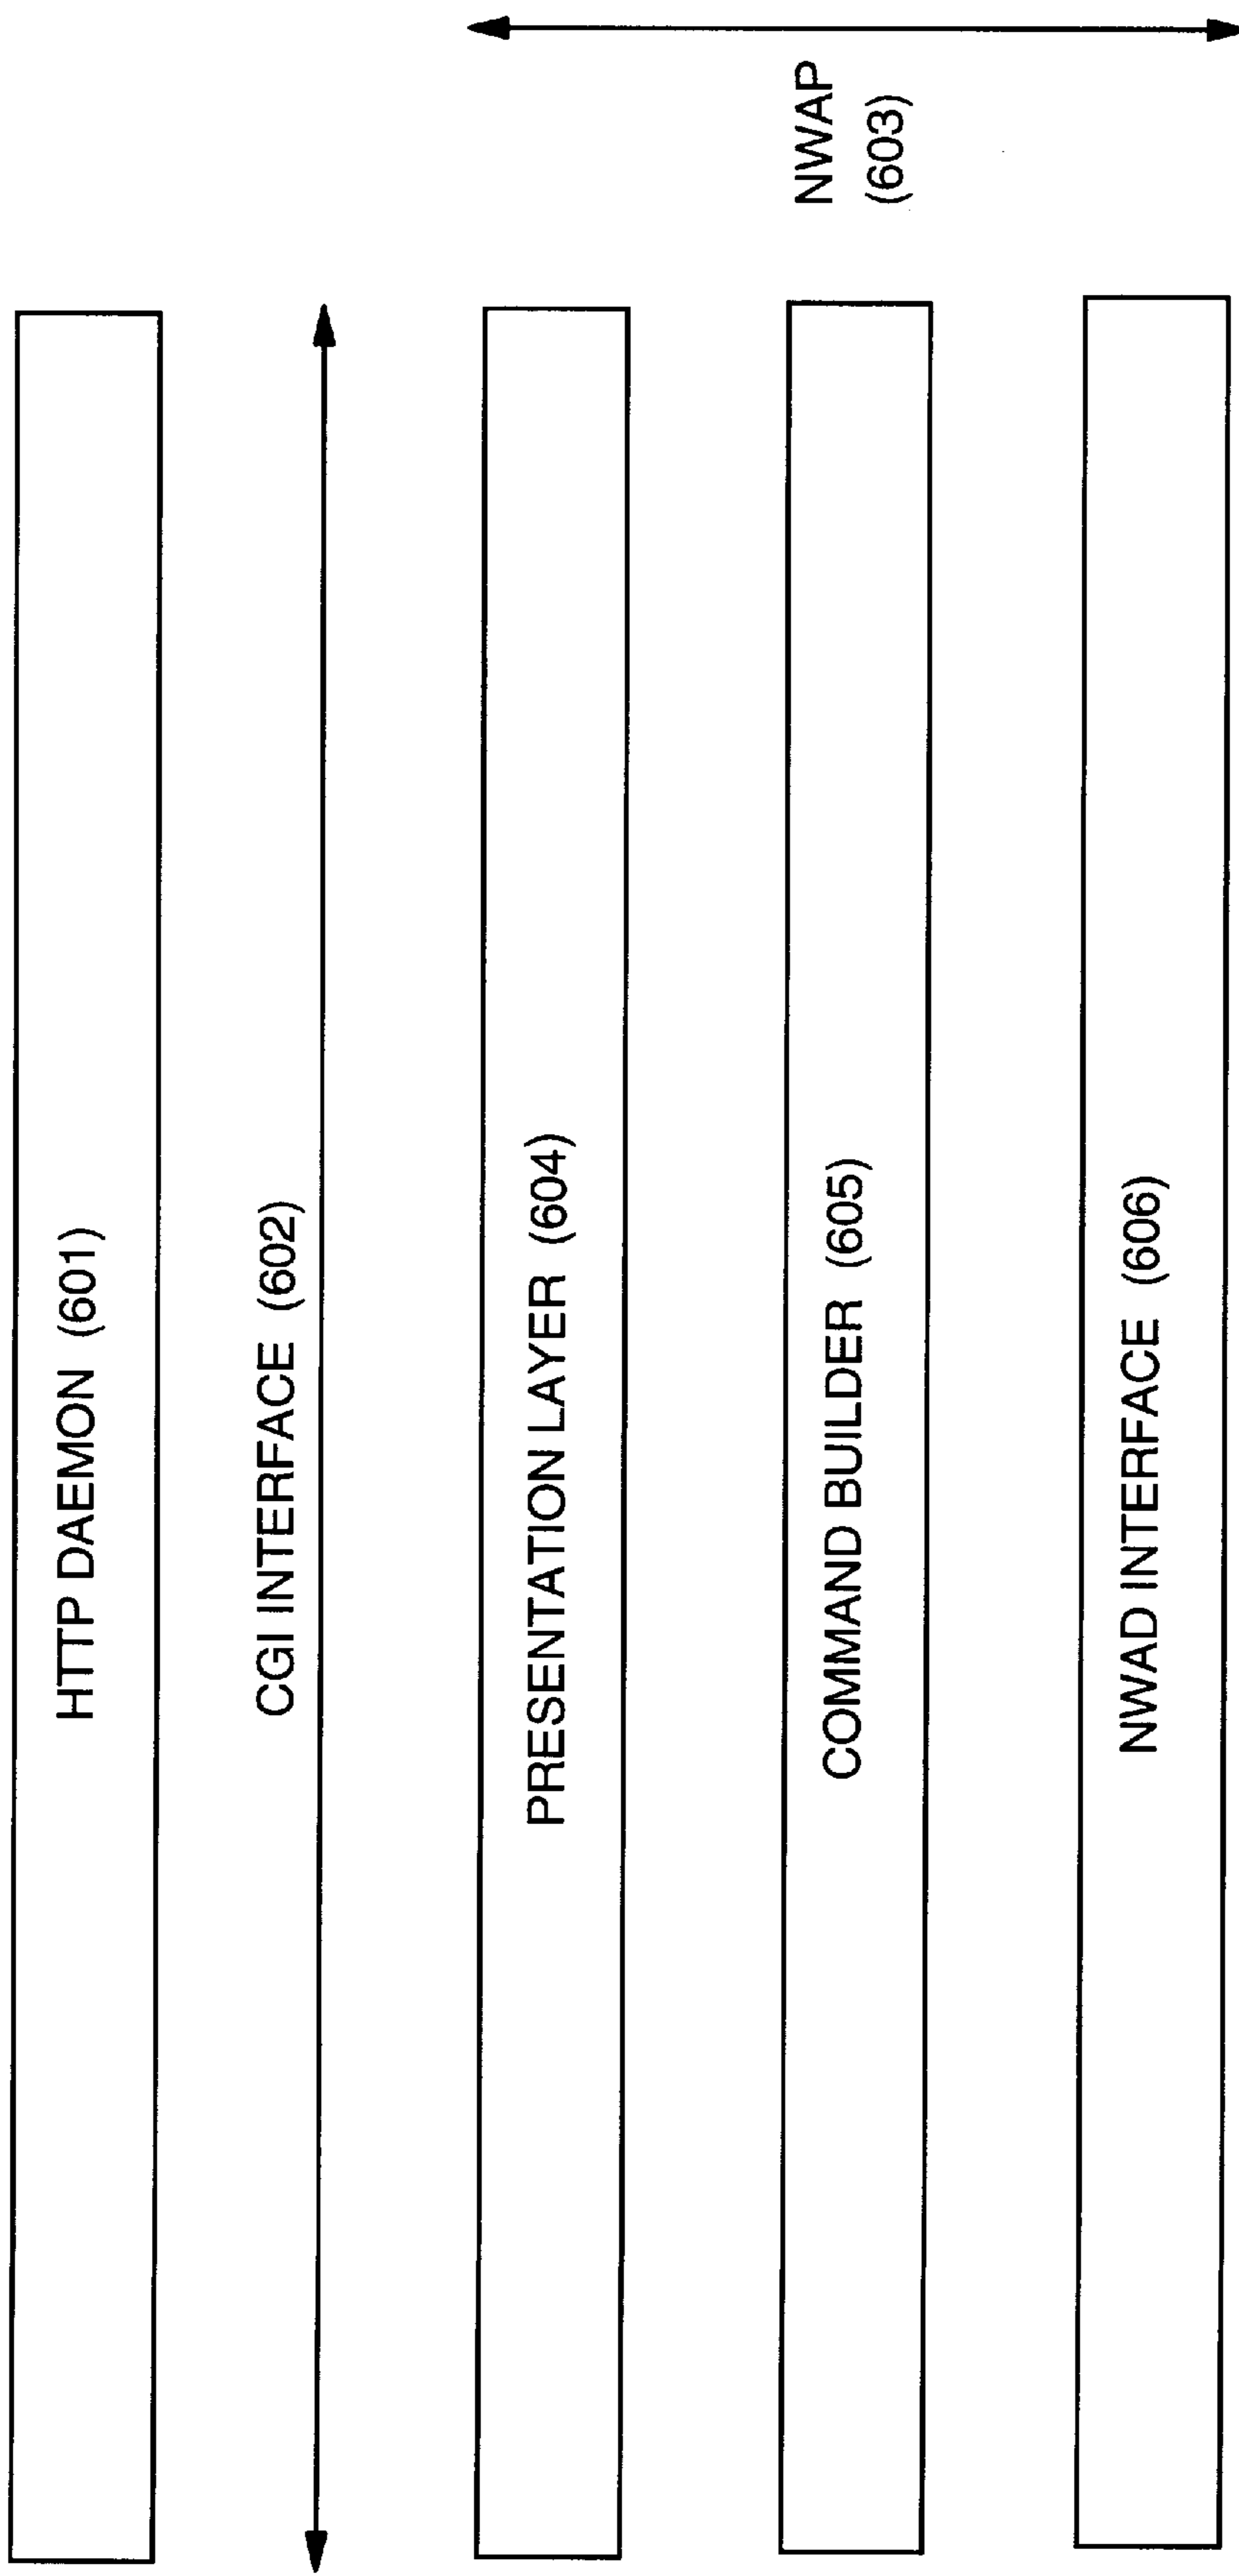 HTTP DAEMON (601)
CGI INTERFACE (602)
PRESENTATION LAYER (604)
COMMAND BUILDER (605)
NWAD INTERFACE (606)
NWAP
(603)